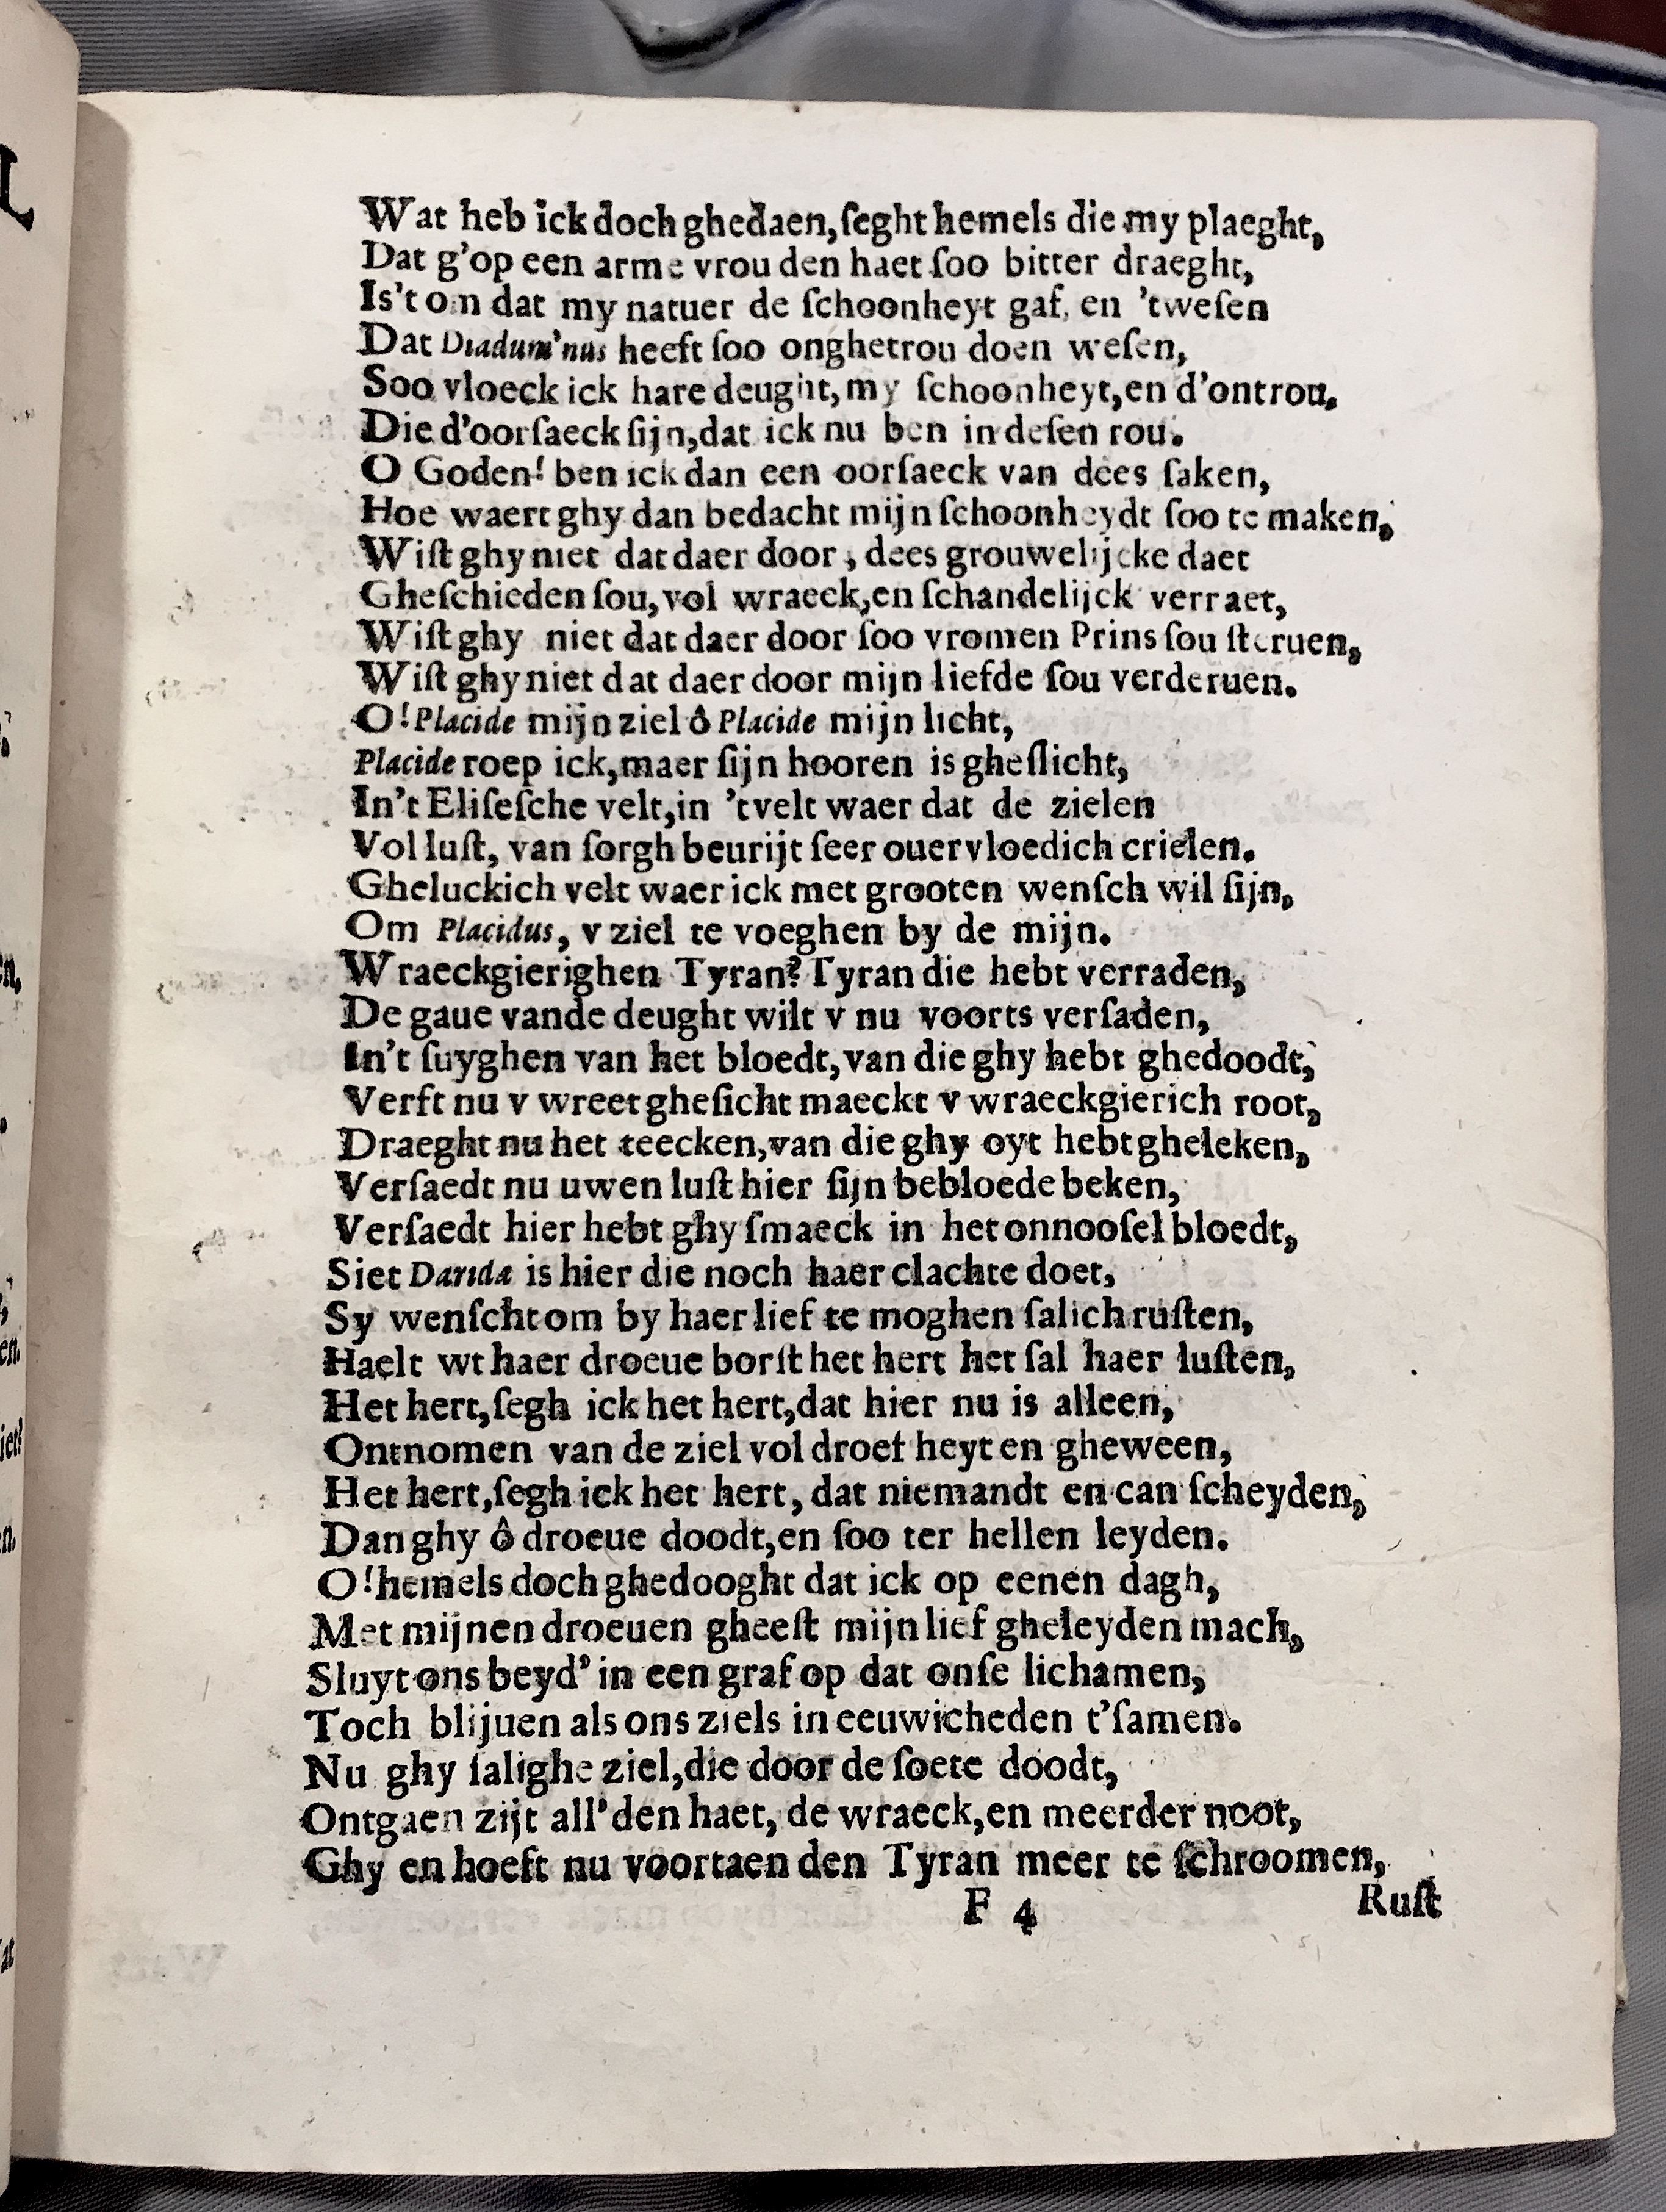 Wat heb ick doch ghedaen,ſeght hemels die my plaeght,
Dat g'op een arme vrou den haet ſoo bitter draeght,
Is't om dat my natuer de ſchoonheyt gaf, en 'tweſen
Dat Diadum'nus heeft ſoo onghetrou doen weſen,
Soo vloeck ick hare deught, my ſchoonheyt,en d'ontrou,
Die d'oorſaeck ſijn,dat ick nu ben in deſen rou.
O Goden! ben ick dan een oorſaeck van dees ſaken,
Hoe waert ghy dan bedacht mijn ſchoonheydt ſoo te maken,
Wiſt ghy niet dat daer door, dees grouwelijcke daet
Gheſchieden ſou,vol wraeck,en ſchandelijck verraet,
Wiſt ghy niet dat daer door ſoo vromen Prins ſou ſteruen,
Wiſt ghy niet dat daer door mijn liefde ſou verderuen.
O! Placide mijn ziel ô Placide mijn licht,
Placide roep ick,maer ſijn hooren is gheſlicht,
In't Eliſeſche velt,in 'tvelt waer dat de zielen
Vol luſt, van ſorgh beurijt ſeer ouervloedich crielen.
Gheluckich velt waer ick met grooten wenſch wil ſijn,
Om Placidus, v ziel te voeghen by de mijn.
Wraeckgierighen Tyran? Tyran die hebt verraden,
De gaue vande deught wilt v nu voorts verſaden,
In't ſuyghen van het bloedt,van die ghy hebt ghedoodt,
Verft nu v wreet gheſicht maeckt v wraeckgierich root,
Draeght nu het teecken,van die ghy oyt hebt gheleken,
Verſaedt nu uwen luſt hier ſijn bebloede beken,
Verſaedt hier hebt ghy ſmaeck in het onnooſel bloedt,
Siet Darida is hier die noch haer clachte doet,
Sy wenſcht om by haer lief te moghen ſalich ruſten,
Haelt wt haer droeue borſt het hert het ſal haer luſten,
Het hert,ſegh ick het hert,dat hier nu is alleen,
Ontnomen van de ziel vol droefheyt en gheween,
Het hert,ſegh ick het hert, dat niemandt en can ſcheyden,
Dan ghy ô droeue doodt,en ſoo ter hellen leyden.
O!hemels doch ghedooght dat ick op eenen dagh,
Met mijnen droeuen gheeſt mijn lief gheleyden mach,
Sluyt ons beyd' in een graf op dat onſe lichamen,
Toch blijuen als ons ziels in eeuwicheden t'ſamen.
Nu ghy ſalighe ziel,die door de ſoete doodt,
Ontgaen zijt all'den haet, de wraeck,en meerder noot,
Ghy en hoeft nu voortaen den Tyran meer te ſchroomen,
F 4 Ruſt